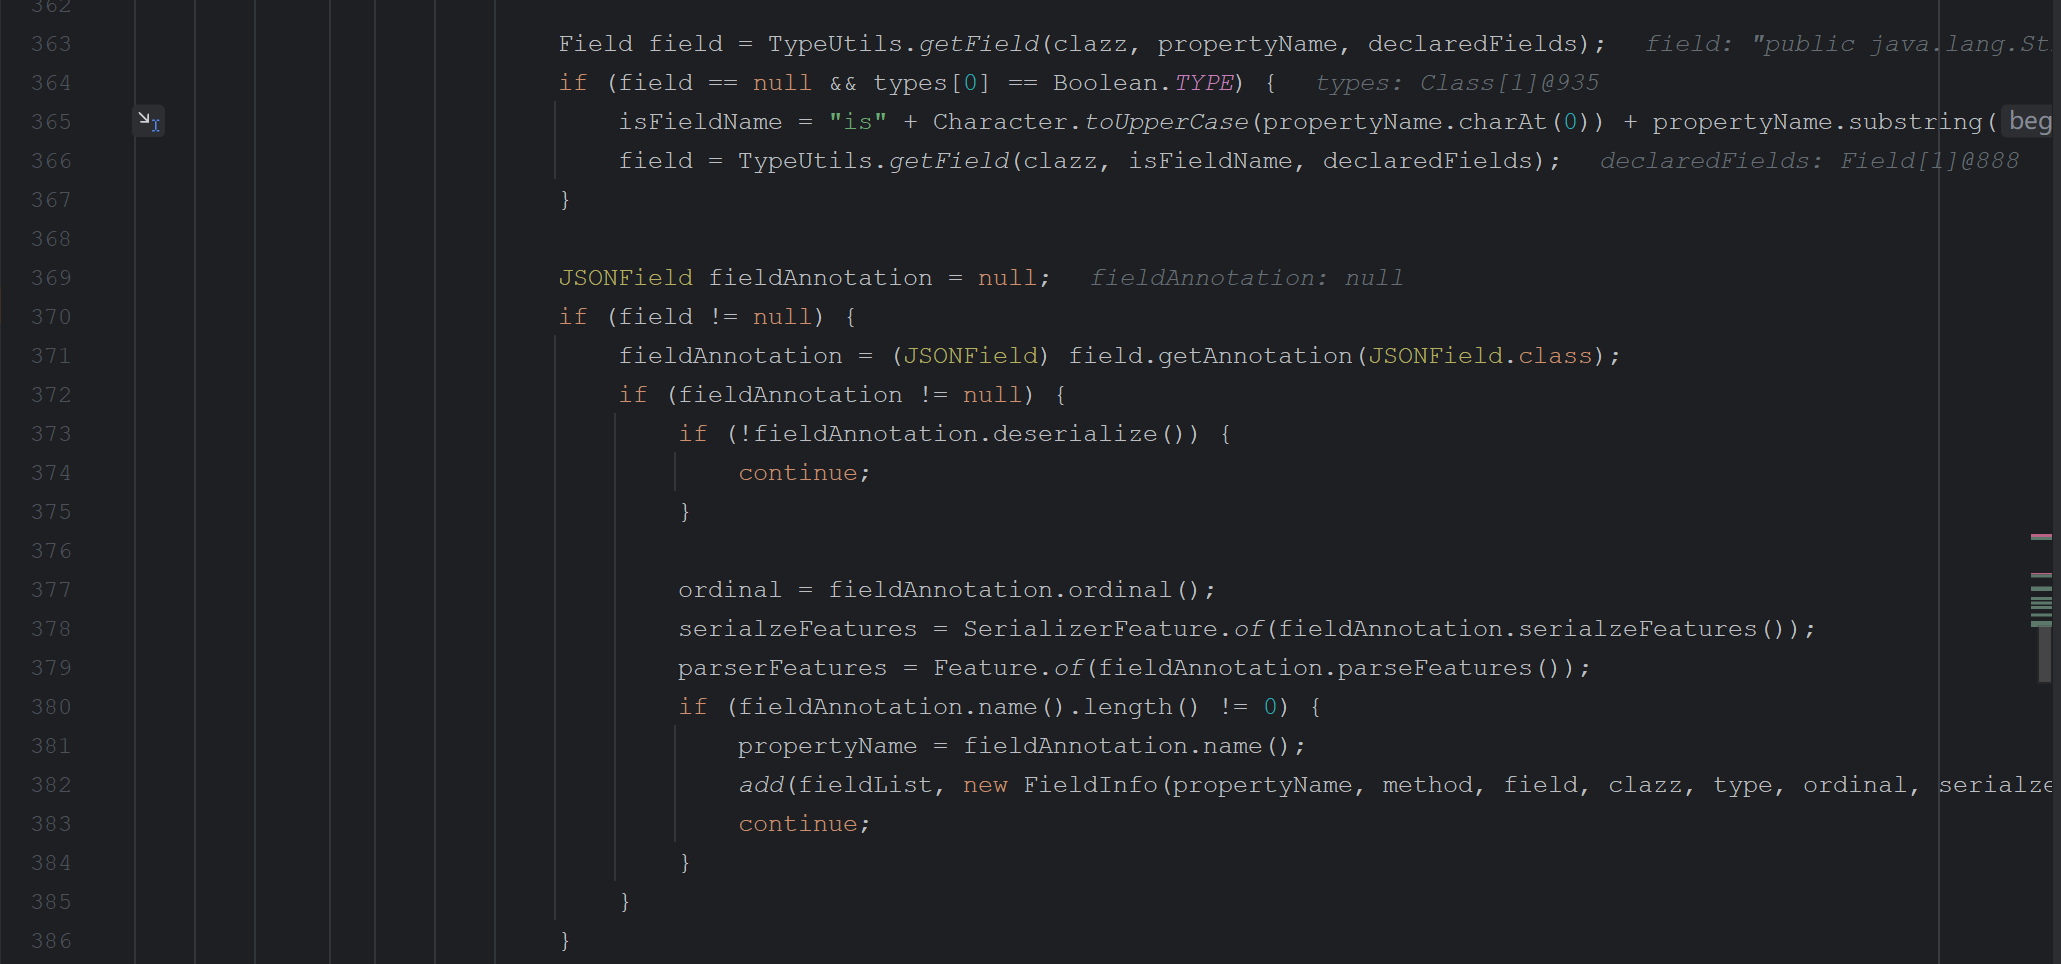 362
363 Field field = TypeUtils.getField(clazz, propertyName, declaredFields); field: "public java.lang.St
364 if (field == null && types[0] == Boolean.TYPE) { types: Class[1]@935
365 isFieldName = "is" + Character.toUpperCase(propertyName.charAt(0)) + propertyName.substring( beg
366 field = TypeUtils.getField(clazz, isFieldName, declaredFields); declaredFields: Field[1]@888
367 }
368
369 JSONField fieldAnnotation = null; fieldAnnotation: null
370 if (field != null) {
371 fieldAnnotation = (JSONField) field.getAnnotation(JSONField.class);
372 if (fieldAnnotation != null) {
373 if (!fieldAnnotation.deserialize()) {
374 continue;
375 }
376
377 ordinal = fieldAnnotation.ordinal();
378 serialzeFeatures = SerializerFeature.of(fieldAnnotation.serialzeFeatures());
379 parserFeatures = Feature.of(fieldAnnotation.parseFeatures());
380 if (fieldAnnotation.name().length() != 0) {
381 propertyName = fieldAnnotation.name();
382 add(fieldList, new FieldInfo(propertyName, method, field, clazz, type, ordinal, serialze
383 continue;
384 }
385 }
386 }